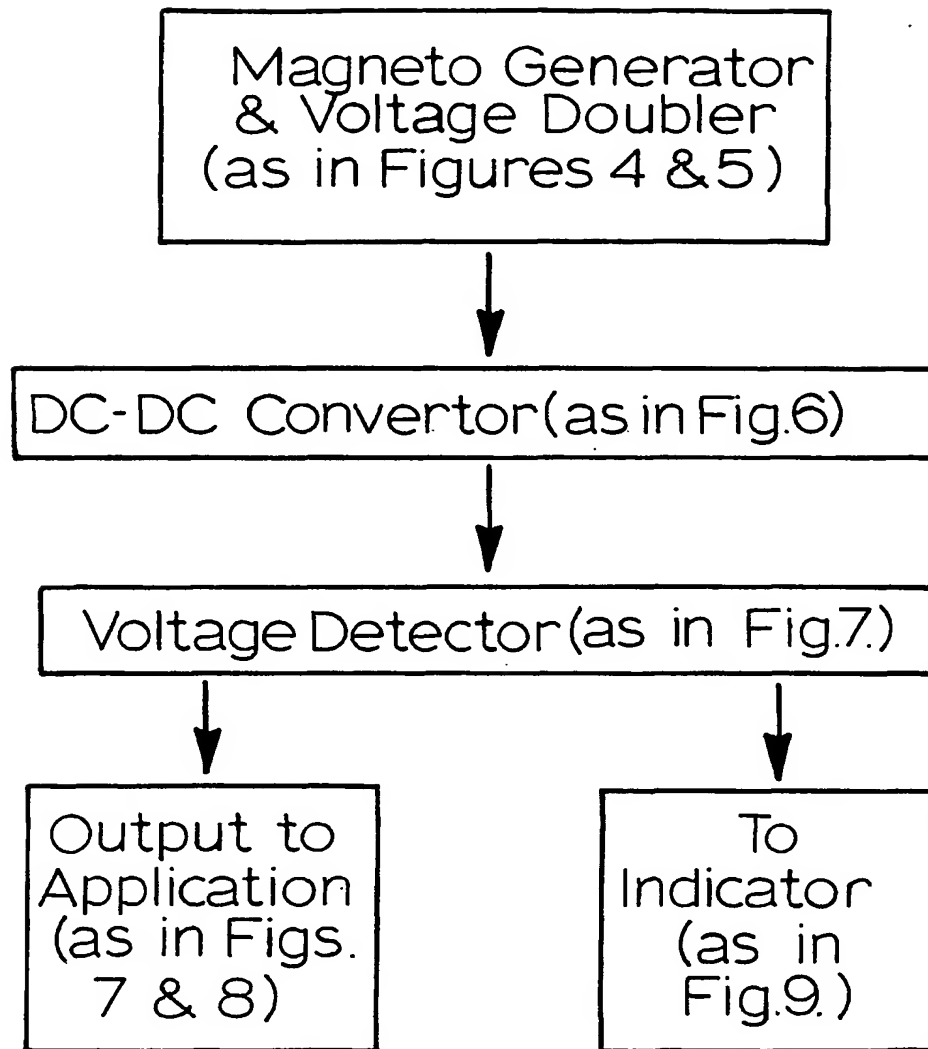 Magneto Generator
& Voltage Doubler
(as in Figures 4 & 5)
DC-DC Convertor (as in Fig.6)
Voltage Detector (as in Fig.7.)
Output to
Application
(as in Figs.
7 & 8)
To
Indicator
(as in
Fig.9.)